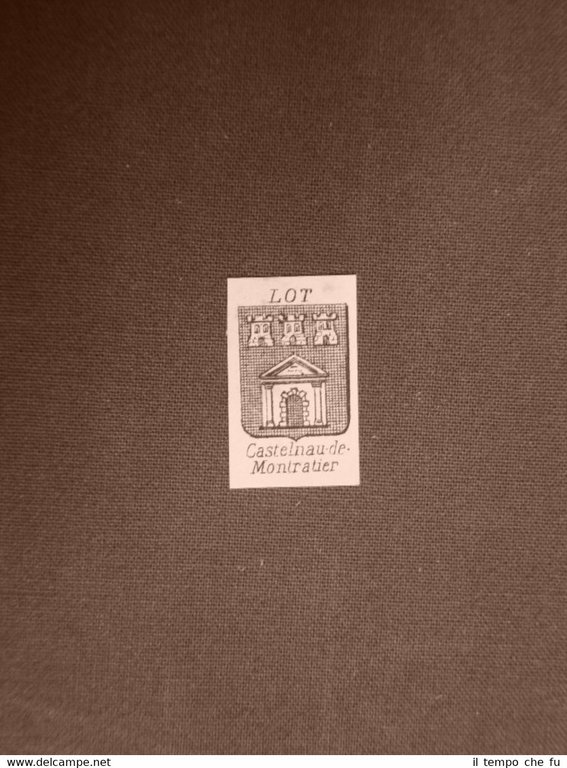 LOT
Castelnau-de-
Montratier
www.delcampe.net
il tempo che fu